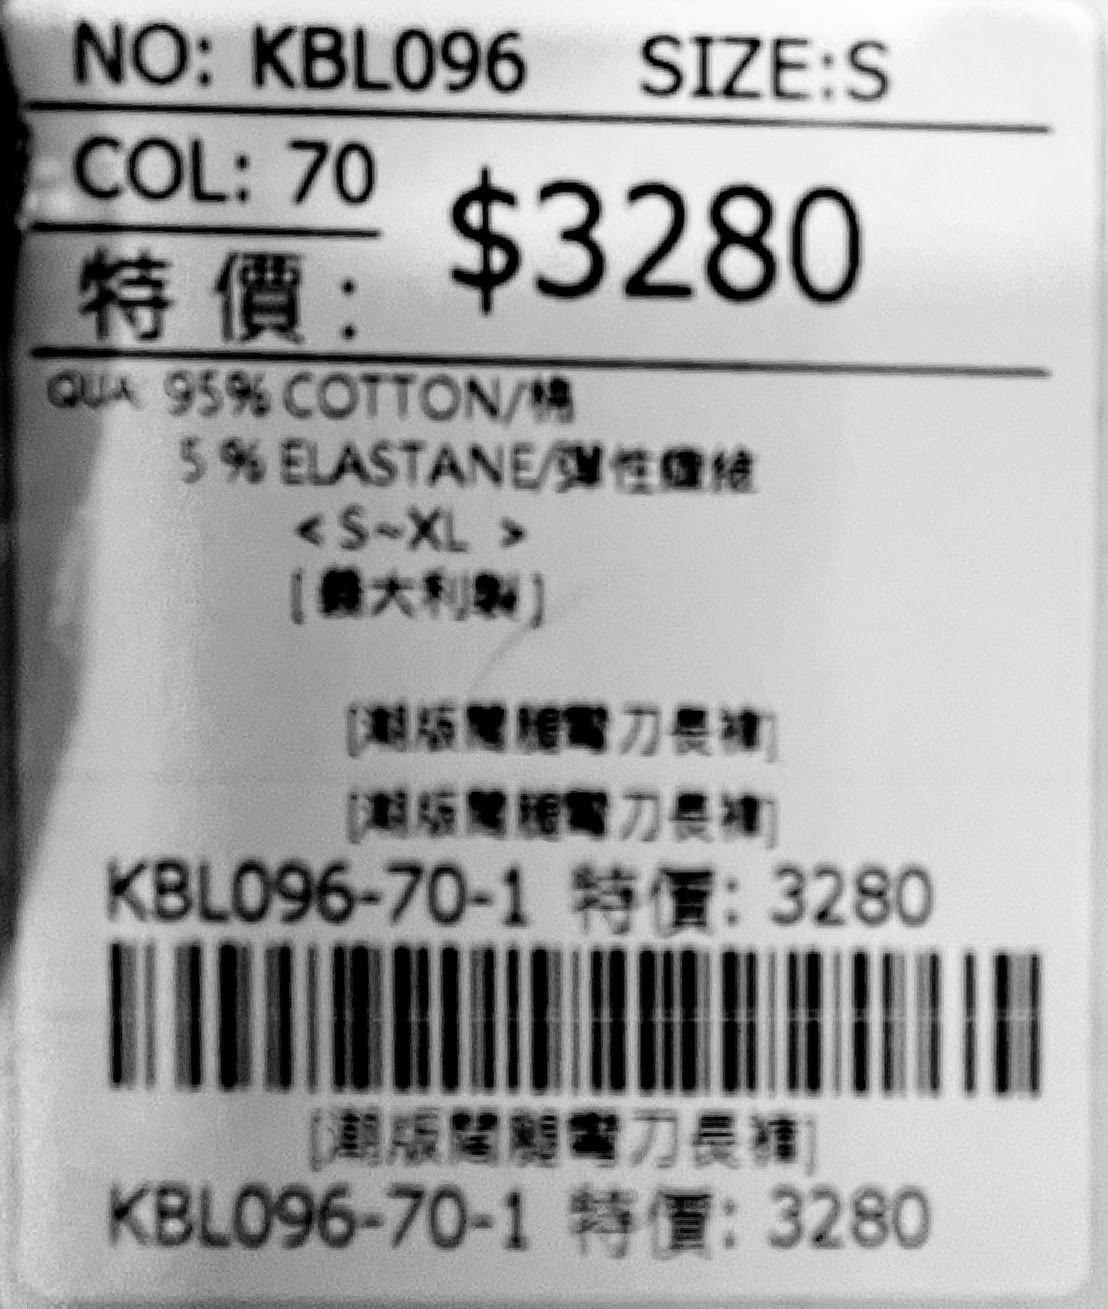 NO: KBL096 SIZE:S
COL: 70
$3280
特價:
QUA 95% COTTON/棉
5 % ELASTANE/彈性纖維
< S~XL >
[義大利製]
[潮版闊腿彎刀長褲]
[潮版闊腿彎刀長褲]
KBL096-70-1 特價: 3280
[潮版闊腿彎刀長褲]
KBL096-70-1 特價: 3280